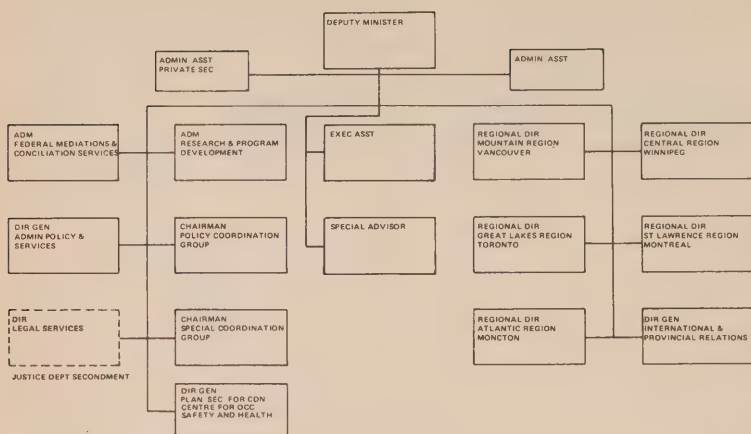 DEPUTY MINISTER
ADMIN ASST
PRIVATE SEC
ADMIN ASST
ADM
FEDERAL MEDIATIONS &
CONCILIATION SERVICES
ADM
RESEARCH & PROGRAM
DEVELOPMENT
EXEC ASST
REGIONAL DIR
MOUNTAIN REGION
VANCOUVER
REGIONAL DIR
CENTRAL REGION
WINNIPEG
DIR GEN
ADMIN POLICY &
SERVICES
CHAIRMAN
POLICY COORDINATION
GROUP
SPECIAL ADVISOR
REGIONAL DIR
GREAT LAKES REGION
TORONTO
REGIONAL DIR
ST LAWRENCE REGION
MONTREAL
DIR
LEGAL SERVICES
JUSTICE DEPT SECONDMENT
CHAIRMAN
SPECIAL COORDINATION
GROUP
REGIONAL DIR
ATLANTIC REGION
MONCTON
DIR GEN
INTERNATIONAL &
PROVINCIAL RELATIONS
DIR GEN
PLAN SEC FOR CDN
CENTRE FOR OCC
SAFETY AND HEALTH